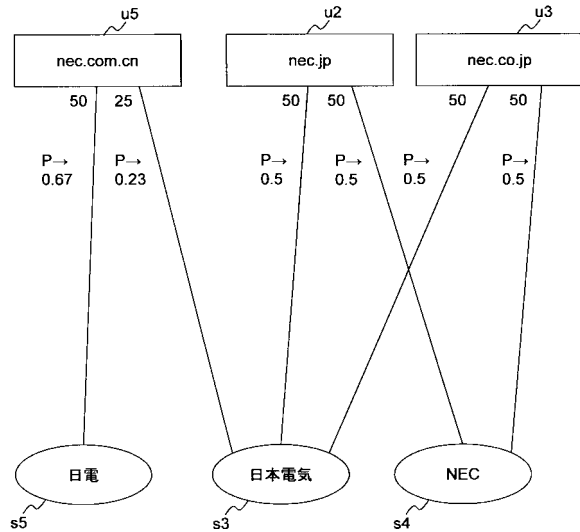 u5 u2 u3
nec.com.cn nec.jp nec.co.jp
50 25 50 50 50 50
P→ P→ P→ P→ P→ P→
0.67 0.23 0.5 0.5 0.5 0.5
日電 日本電気 NEC
s5 s3 s4